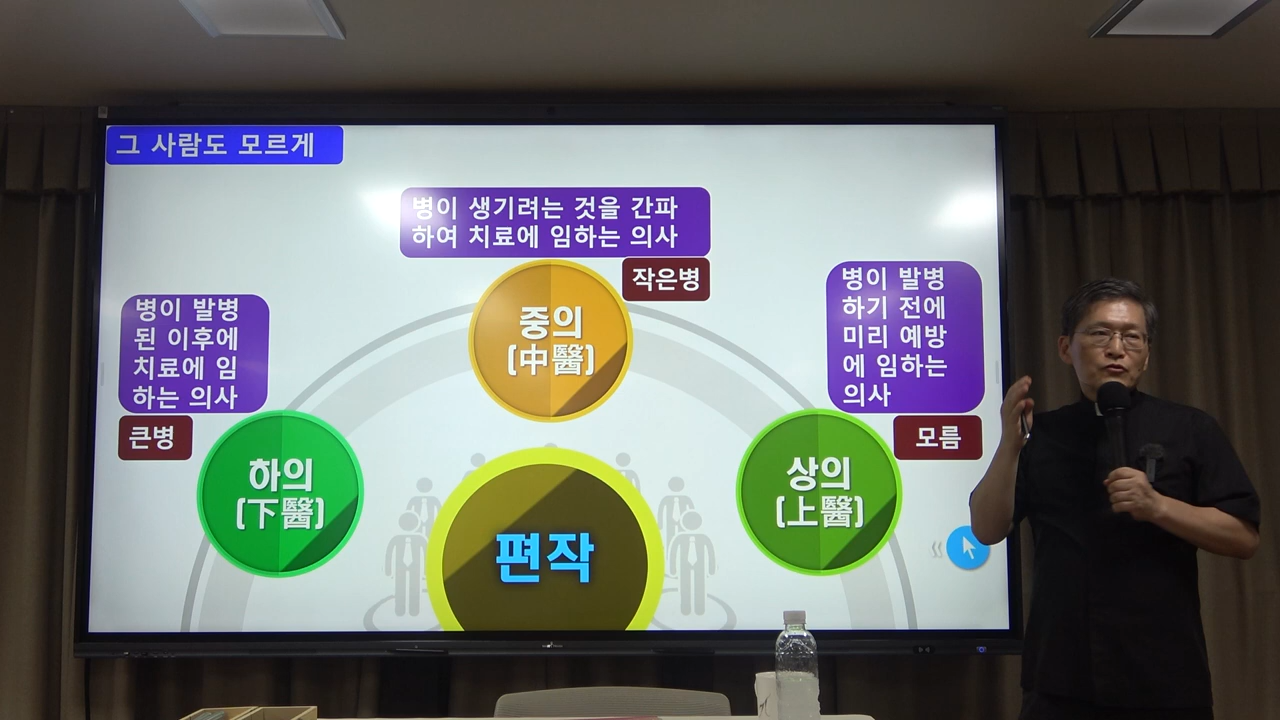 그 사람도 모르게
병이 생기려는 것을 간파
하여 치료에 임하는 의사
작은병
중의
(中醫)
병이 발병
된 이후에
치료에 임
하는 의사
큰병
하의
(下醫)
병이 발병
하기 전에
미리 예방
에 임하는
의사
모름
상의
(上醫)
편작